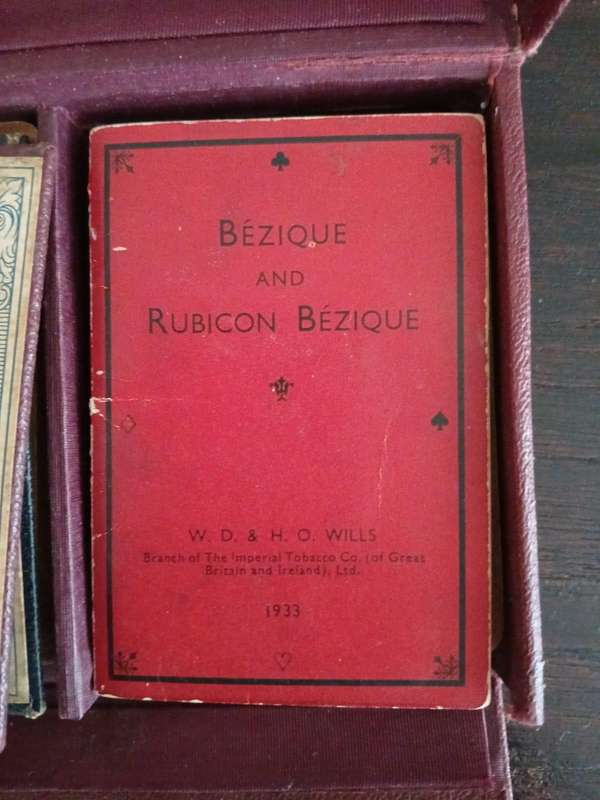 BÉZIQUE
AND
RUBICON BÉZIQUE
W. D. & H. O. WILLS
Branch of The Imperial Tobacco Co. (of Great
Britain and Ireland), Ltd.
1933